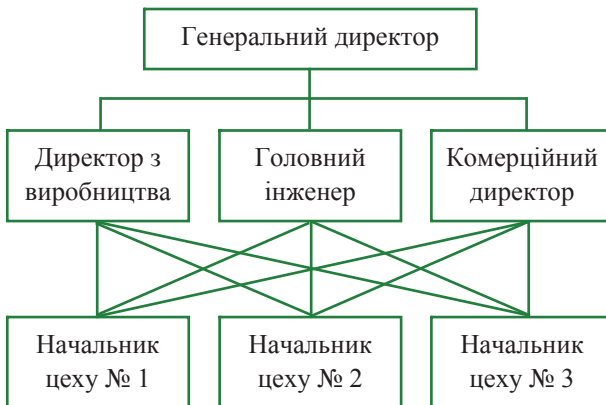 Генеральний директор
Директор з
виробництва
Головний
інженер
Комерційний
директор
Начальник
цеху № 1
Начальник
цеху № 2
Начальник
цеху № 3